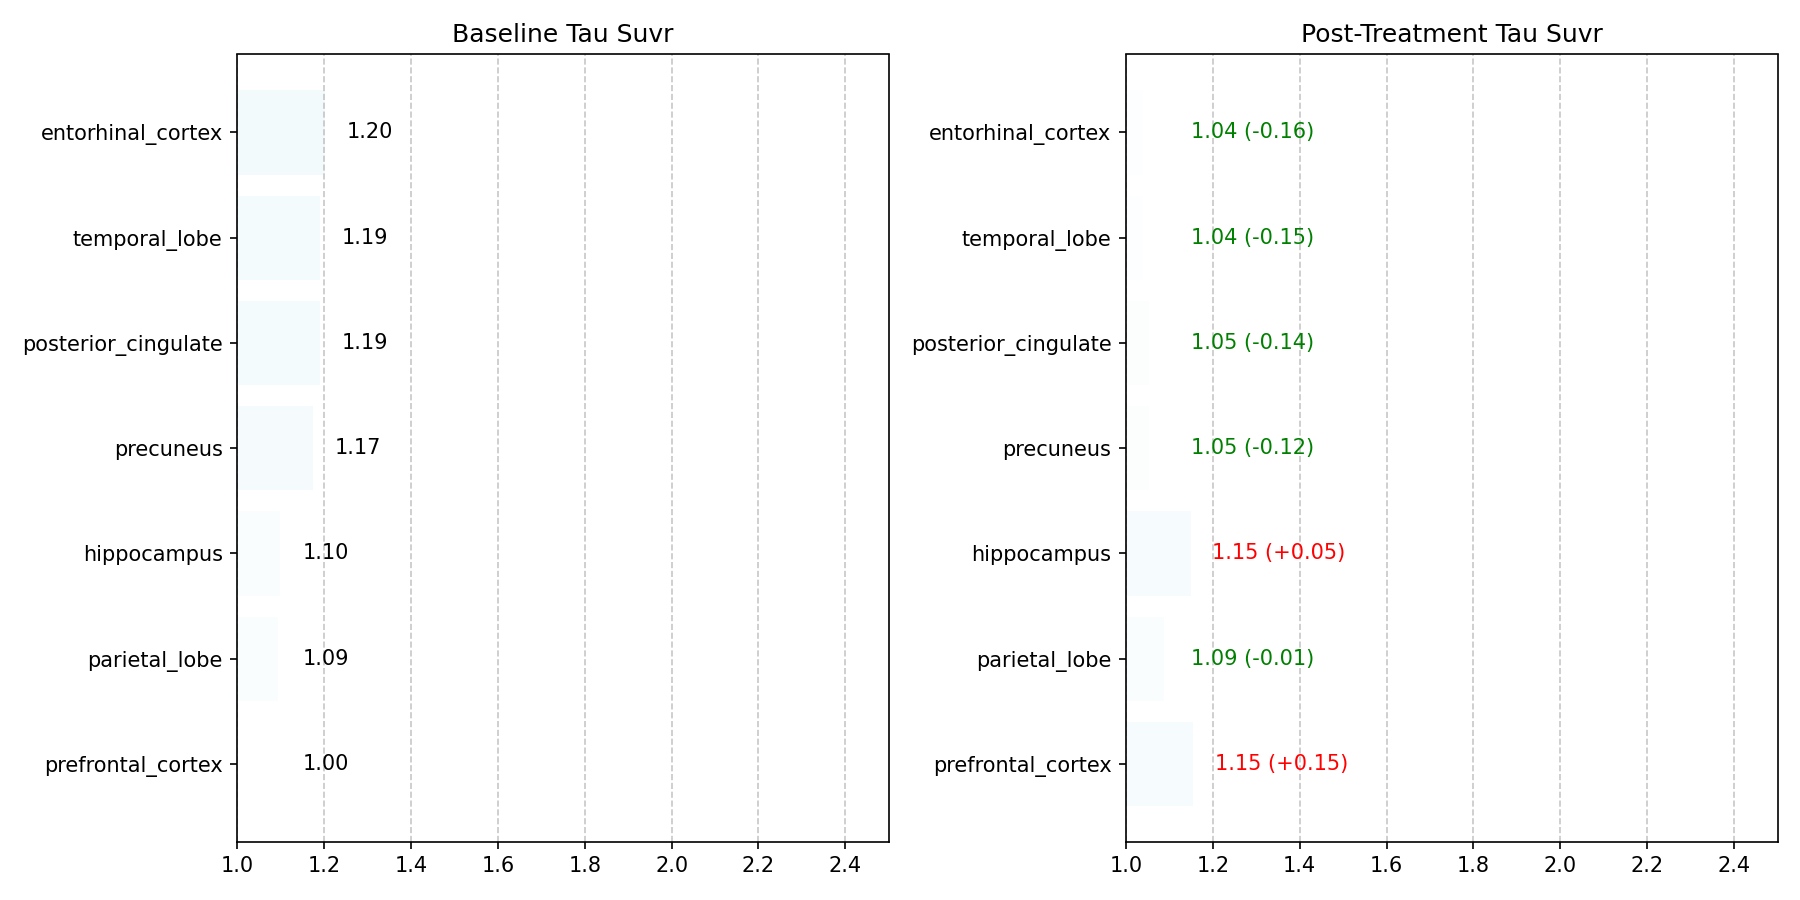 Baseline Tau Suvr
entorhinal_cortex 1.20
temporal_lobe 1.19
posterior_cingulate 1.19
precuneus 1.17
hippocampus 1.10
parietal_lobe 1.09
prefrontal_cortex 1.00
1.0 1.2 1.4 1.6 1.8 2.0 2.2 2.4
Post-Treatment Tau Suvr
entorhinal_cortex 1.04 (-0.16)
temporal_lobe 1.04 (-0.15)
posterior_cingulate 1.05 (-0.14)
precuneus 1.05 (-0.12)
hippocampus 1.15 (+0.05)
parietal_lobe 1.09 (-0.01)
prefrontal_cortex 1.15 (+0.15)
1.0 1.2 1.4 1.6 1.8 2.0 2.2 2.4